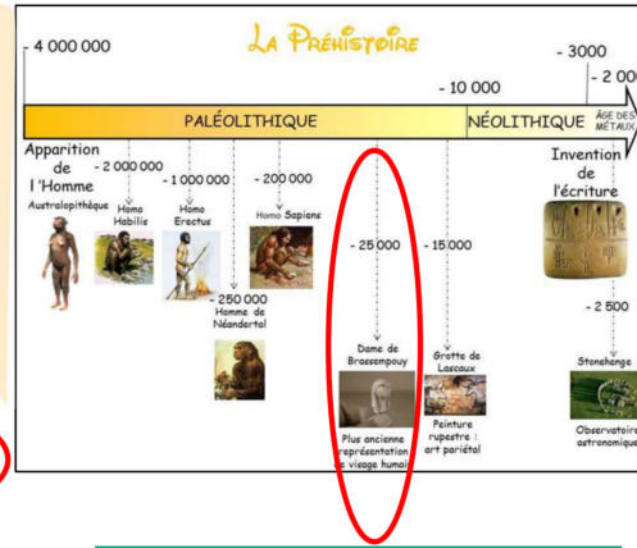 LA PRÉHISTOIRE
- 4 000 000
- 3000
- 2 00
- 10 000
PALÉOLITHIQUE
NÉOLITHIQUE
ÂGE DES
MÉTAUX
Apparition
de
l'Homme
Australopithèque
- 2 000 000
Homo
Habilis
- 1 000 000
Homo
Erectus
- 250 000
Homme de
Néandertal
- 200 000
Homo Sapiens
- 25 000
Dame de
Brassempouy
Plus ancienne
représentation
de visage humain
- 15 000
Grotte de
Lascaux
Peinture
rupestre :
art pariétal
Invention
de
l'écriture
- 2 500
Stonehenge
Observatoire
astronomique